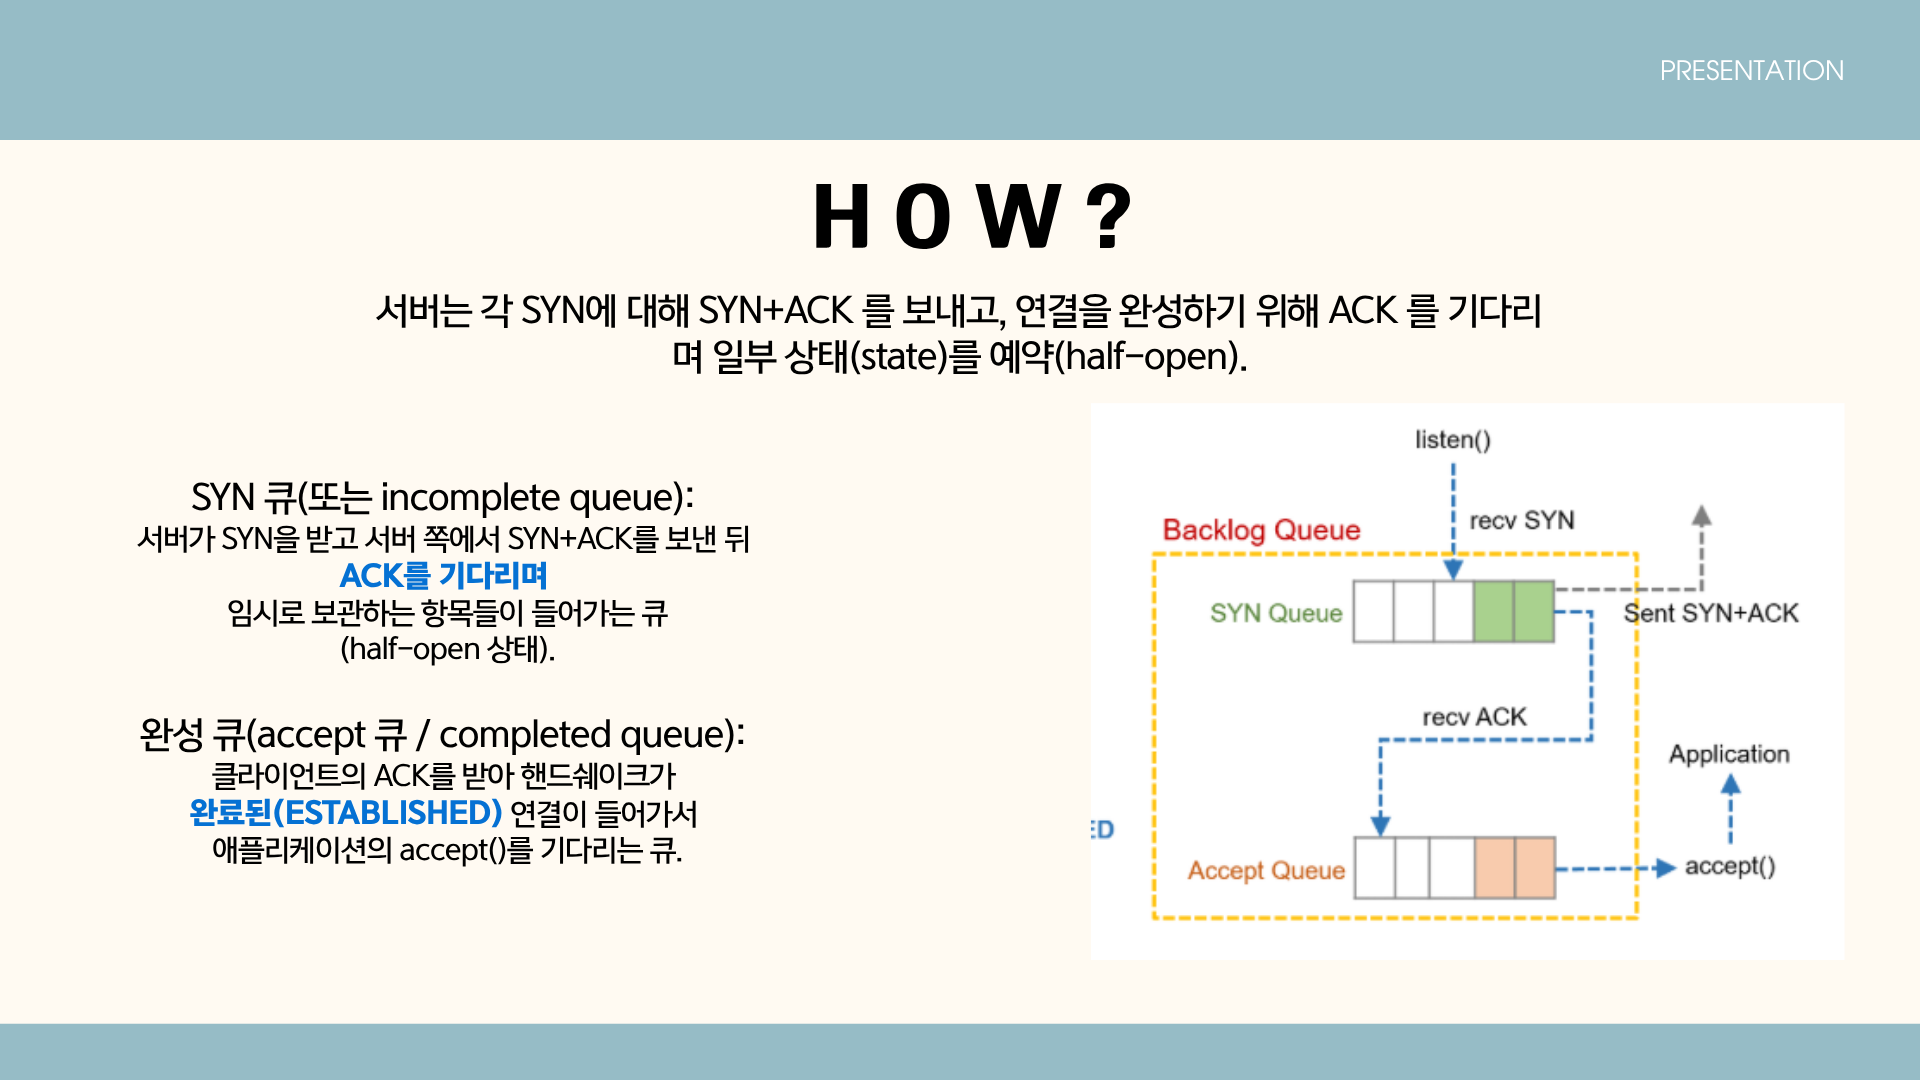 PRESENTATION
HOW?
서버는 각 SYN에 대해 SYN+ACK 를 보내고, 연결을 완성하기 위해 ACK 를 기다리
며 일부 상태(state)를 예약(half-open).
SYN 큐(또는 incomplete queue):
서버가 SYN을 받고 서버 쪽에서 SYN+ACK를 보낸 뒤
ACK를 기다리며
임시로 보관하는 항목들이 들어가는 큐
(half-open 상태).
완성 큐(accept 큐 / completed queue):
클라이언트의 ACK를 받아 핸드쉐이크가
완료된(ESTABLISHED) 연결이 들어가서
애플리케이션의 accept()를 기다리는 큐.
listen()
recv SYN
Backlog Queue
SYN Queue
Sent SYN+ACK
recv ACK
Application
ED
Accept Queue
accept()